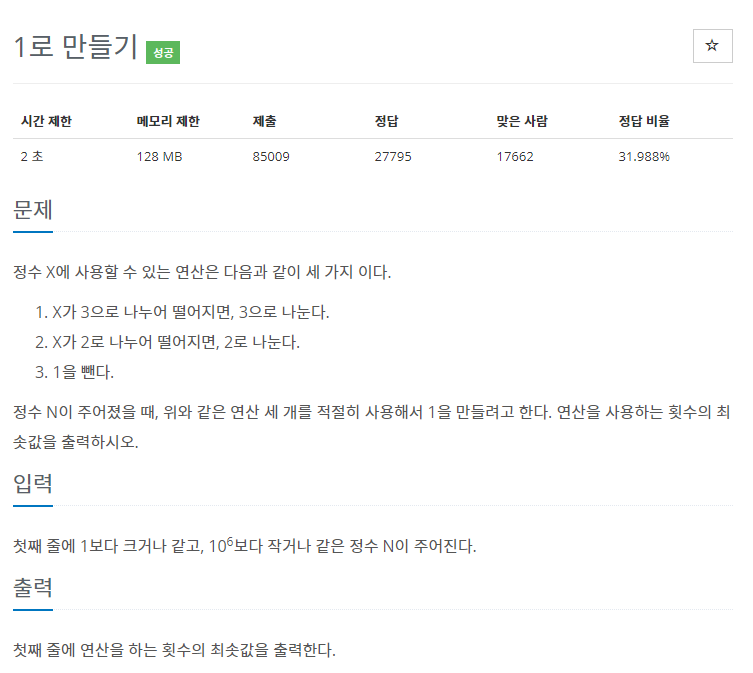 1로 만들기 성공
☆
시간 제한 메모리 제한 제출 정답 맞은 사람 정답 비율
2 초 128 MB 85009 27795 17662 31.988%
문제
정수 X에 사용할 수 있는 연산은 다음과 같이 세 가지 이다.
1. X가 3으로 나누어 떨어지면, 3으로 나눈다.
2. X가 2로 나누어 떨어지면, 2로 나눈다.
3. 1을 뺀다.
정수 N이 주어졌을 때, 위와 같은 연산 세 개를 적절히 사용해서 1을 만들려고 한다. 연산을 사용하는 횟수의 최
솟값을 출력하시오.
입력
첫째 줄에 1보다 크거나 같고, 10⁶보다 작거나 같은 정수 N이 주어진다.
출력
첫째 줄에 연산을 하는 횟수의 최솟값을 출력한다.